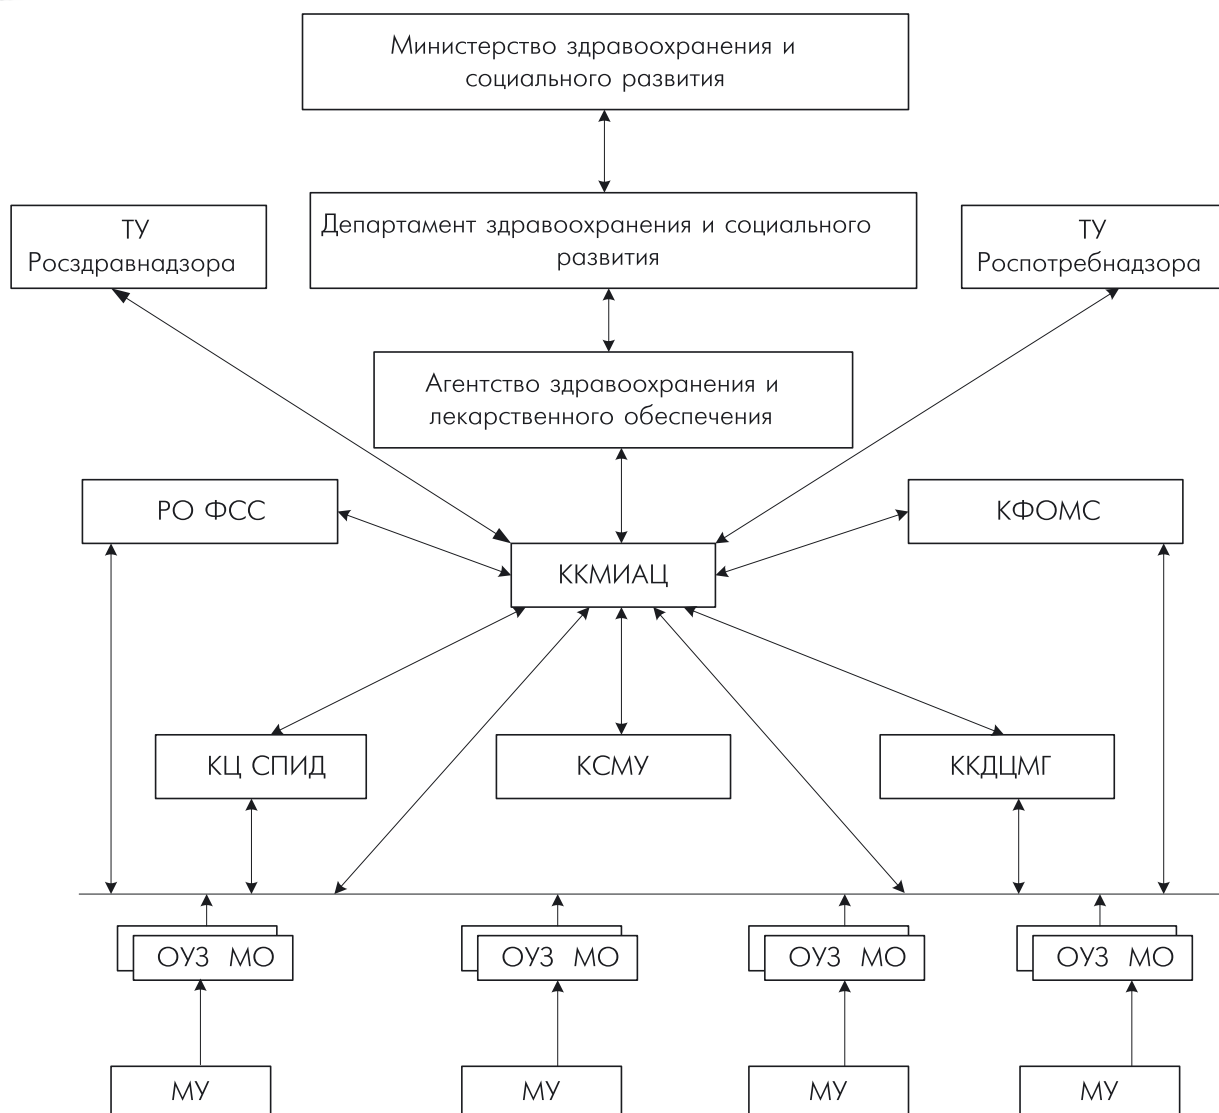 Министерство здравоохранения и
социального развития
ТУ
Росздравнадзора
Департамент здравоохранения и социального
развития
ТУ
Роспотребнадзора
Агентство здравоохранения и
лекарственного обеспечения
РО ФСС
КФОМС
ККМИАЦ
КЦ СПИД
КСМУ
ККДЦМГ
ОУЗ МО
ОУЗ МО
ОУЗ МО
ОУЗ МО
МУ
МУ
МУ
МУ